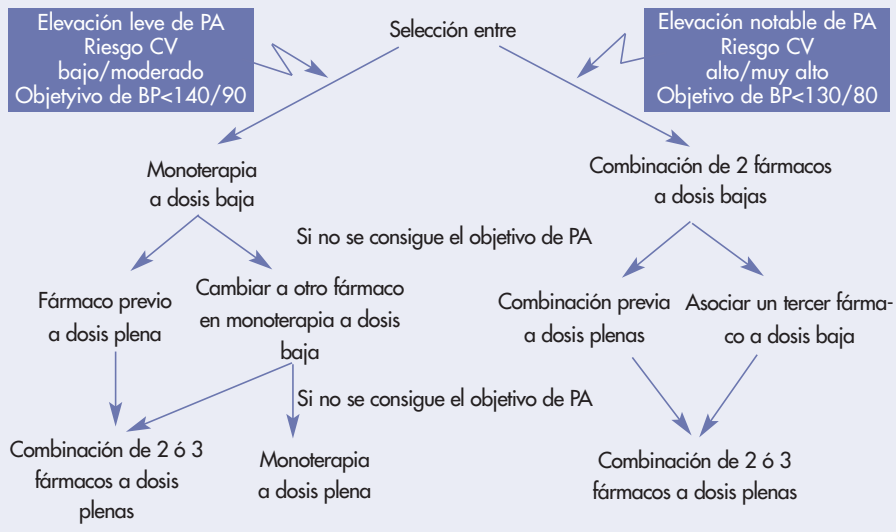 Elevación leve de PA
Riesgo CV
bajo/moderado
Objetyivo de BP<140/90
Selección entre
Elevación notable de PA
Riesgo CV
alto/muy alto
Objetivo de BP<130/80
Monoterapia
a dosis baja
Combinación de 2 fármacos
a dosis bajas
Si no se consigue el objetivo de PA
Fármaco previo
a dosis plena
Cambiar a otro fármaco
en monoterapia a dosis
baja
Combinación previa
a dosis plenas
Asociar un tercer fárma-
co a dosis baja
Si no se consigue el objetivo de PA
Combinación de 2 ó 3
fármacos a dosis
plenas
Monoterapia
a dosis plena
Combinación de 2 ó 3
fármacos a dosis plenas